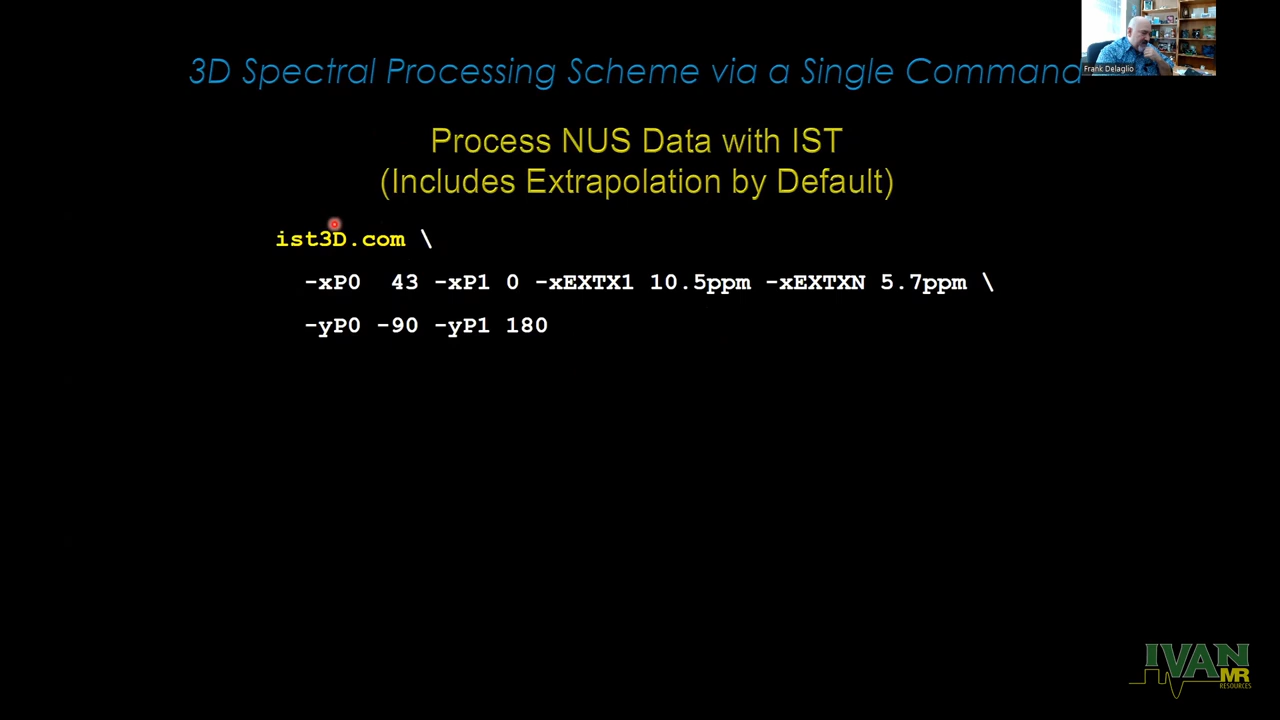 3D Spectral Processing Scheme via a Single Command
Frank Delaglio
Process NUS Data with IST
(Includes Extrapolation by Default)
ist3D.com \
-xP0 43 -xP1 0 -xEXTX1 10.5ppm -xEXTXN 5.7ppm \
-yP0 -90 -yP1 180
IVAN
MR
RESOURCES